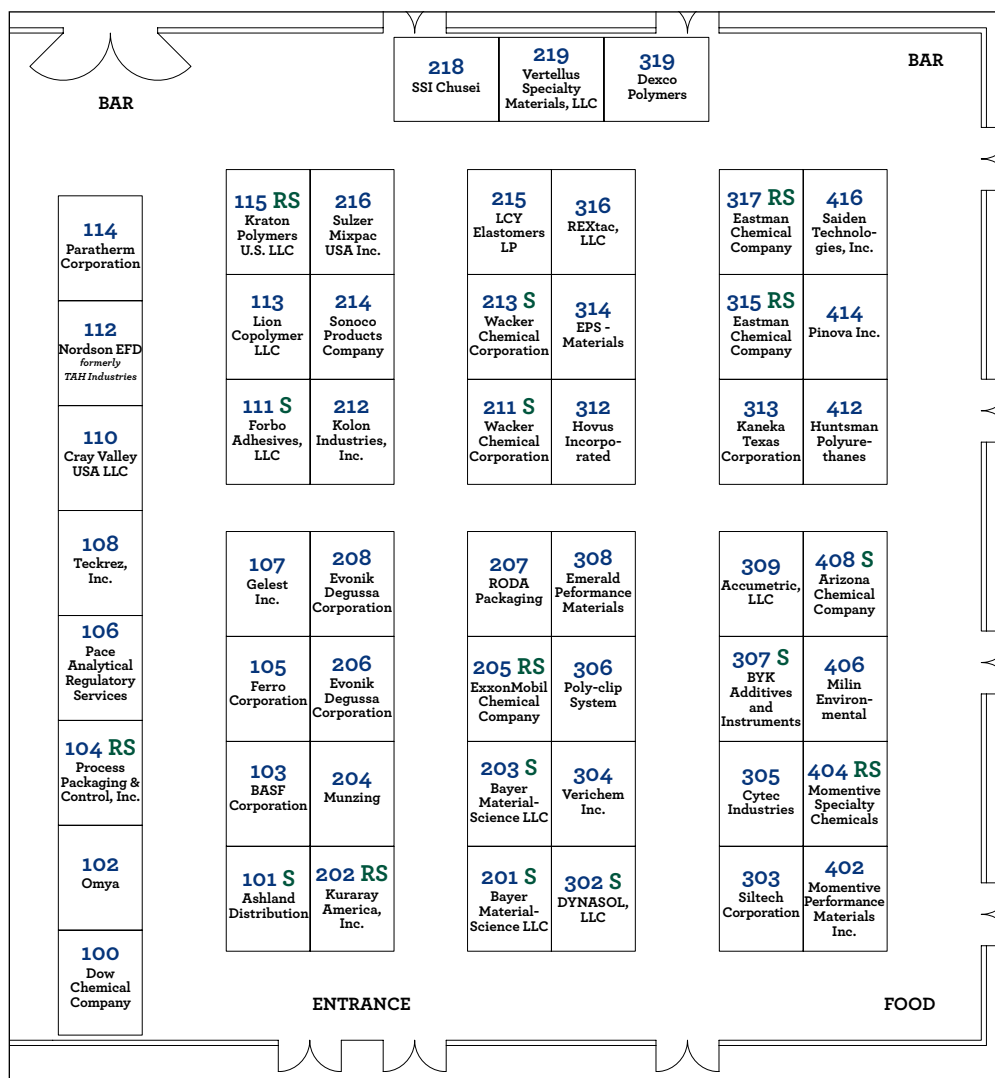 218
SSI Chusei
219
Vertellus
Specialty
Materials, LLC
319
Dexco
Polymers
BAR
BAR
114
Paratherm
Corporation
112
Nordson EFD
formerly
TAH Industries
110
Cray Valley
USA LLC
108
Teckrez,
Inc.
106
Pace
Analytical
Regulatory
Services
104 RS
Process
Packaging &
Control, Inc.
102
Omya
100
Dow
Chemical
Company
115 RS
Kraton
Polymers
U.S. LLC
216
Sulzer
Mixpac
USA Inc.
113
Lion
Copolymer
LLC
214
Sonoco
Products
Company
111 S
Forbo
Adhesives,
LLC
212
Kolon
Industries,
Inc.
215
LCY
Elastomers
LP
316
REXtac,
LLC
213 S
Wacker
Chemical
Corporation
314
EPS -
Materials
211 S
Wacker
Chemical
Corporation
312
Hovus
Incorpo-
rated
317 RS
Eastman
Chemical
Company
416
Saiden
Technolo-
gies, Inc.
315 RS
Eastman
Chemical
Company
414
Pinova Inc.
313
Kaneka
Texas
Corporation
412
Huntsman
Polyure-
thanes
107
Gelest
Inc.
208
Evonik
Degussa
Corporation
105
Ferro
Corporation
206
Evonik
Degussa
Corporation
103
BASF
Corporation
204
Munzing
101 S
Ashland
Distribution
202 RS
Kuraray
America,
Inc.
207
RODA
Packaging
308
Emerald
Peformance
Materials
205 RS
ExxonMobil
Chemical
Company
306
Poly-clip
System
203 S
Bayer
Material-
Science LLC
304
Verichem
Inc.
201 S
Bayer
Material-
Science LLC
302 S
DYNASOL,
LLC
309
Accumetric,
LLC
408 S
Arizona
Chemical
Company
307 S
BYK
Additives
and
Instruments
406
Milin
Environ-
mental
305
Cytec
Industries
404 RS
Momentive
Specialty
Chemicals
303
Siltech
Corporation
402
Momentive
Performance
Materials
Inc.
ENTRANCE
FOOD